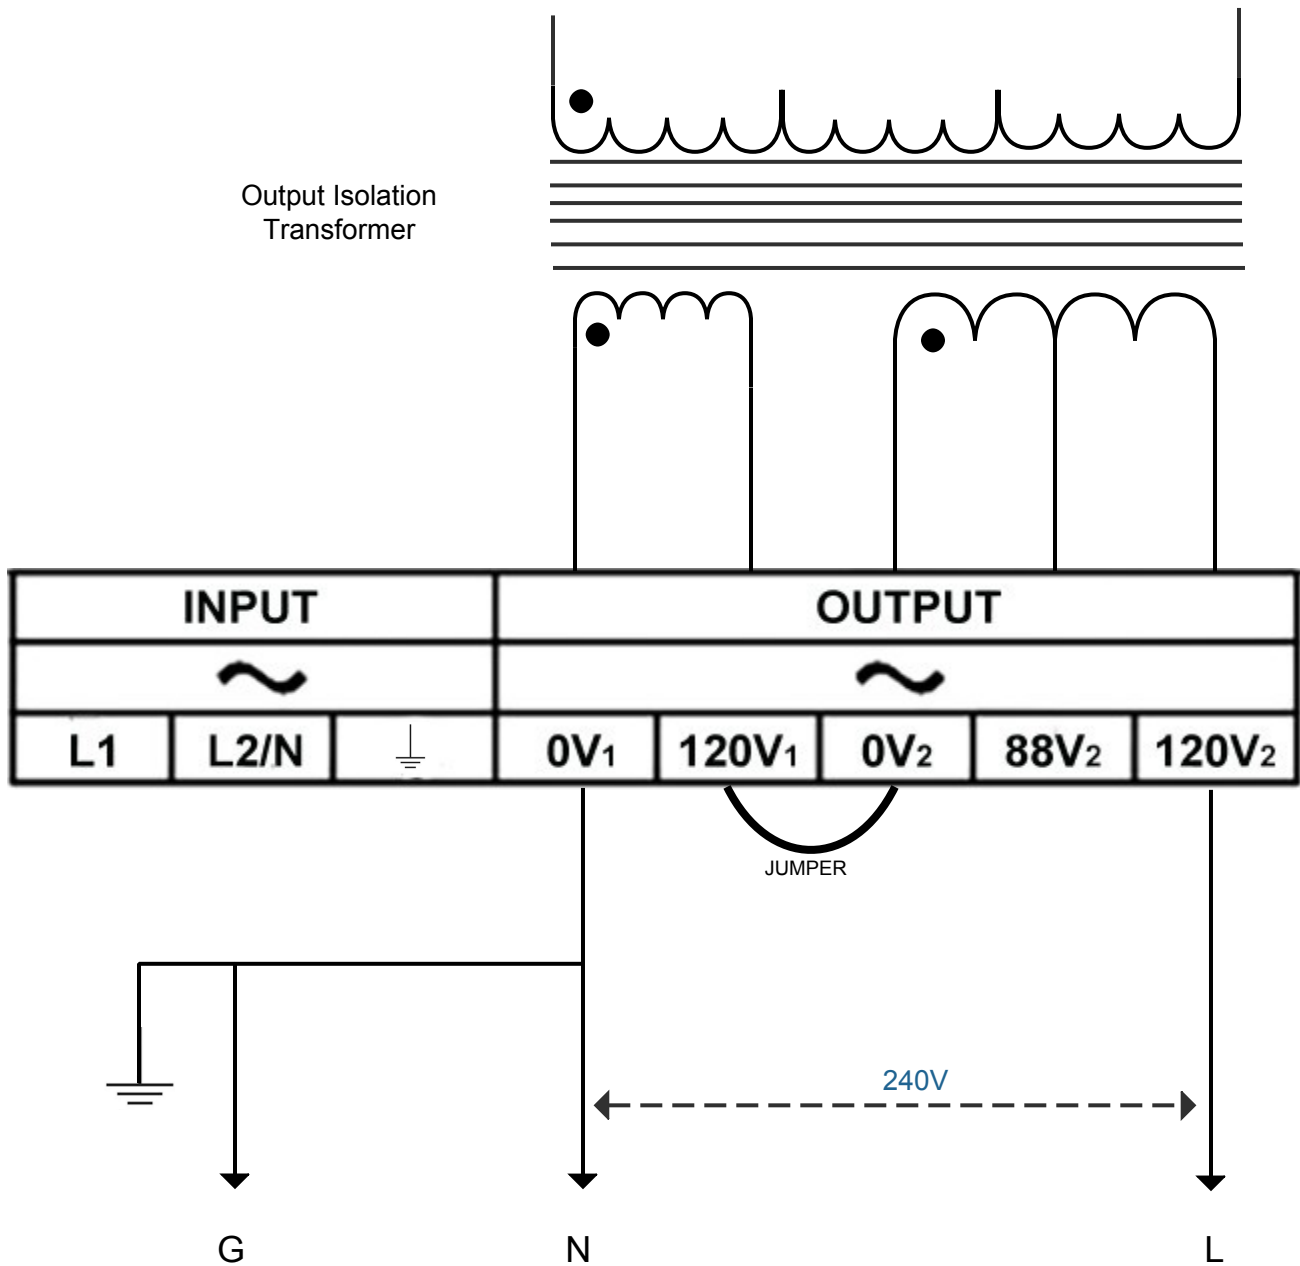 Output Isolation
Transformer
INPUT OUTPUT
L1 L2/N 0V1 120V1 0V2 88V2 120V2
JUMPER
240V
G N L